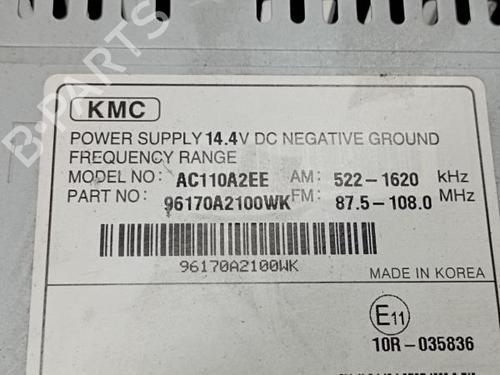 KMC
POWER SUPPLY 14.4V DC NEGATIVE GROUND
FREQUENCY RANGE
MODEL NO: AC110A2EE AM: 522-1620 kHz
PART NO: 96170A2100WK FM: 87.5-108.0 MHz
96170A2100WK
MADE IN KOREA
E11
10R-035836
B-PARTS